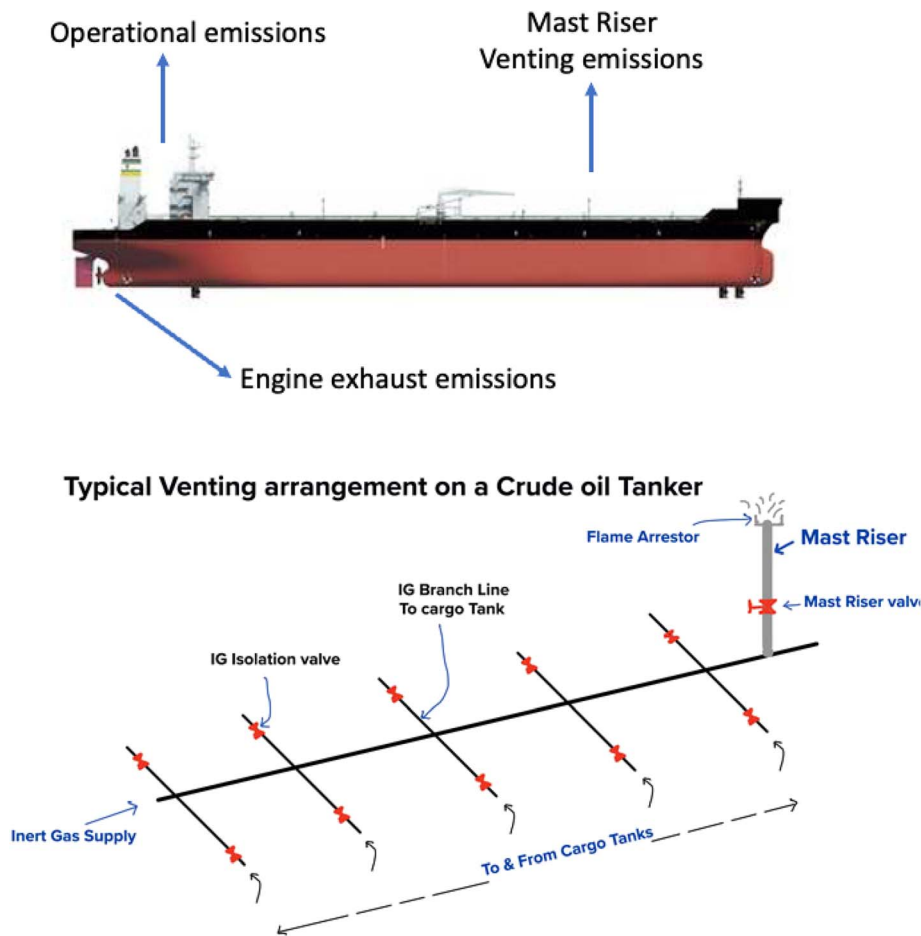 Operational emissions
Mast Riser
Venting emissions
Engine exhaust emissions
Typical Venting arrangement on a Crude oil Tanker
Flame Arrestor
Mast Riser
IG Branch Line
To cargo Tank
Mast Riser valv
IG Isolation valve
Inert Gas Supply
To & From Cargo Tanks